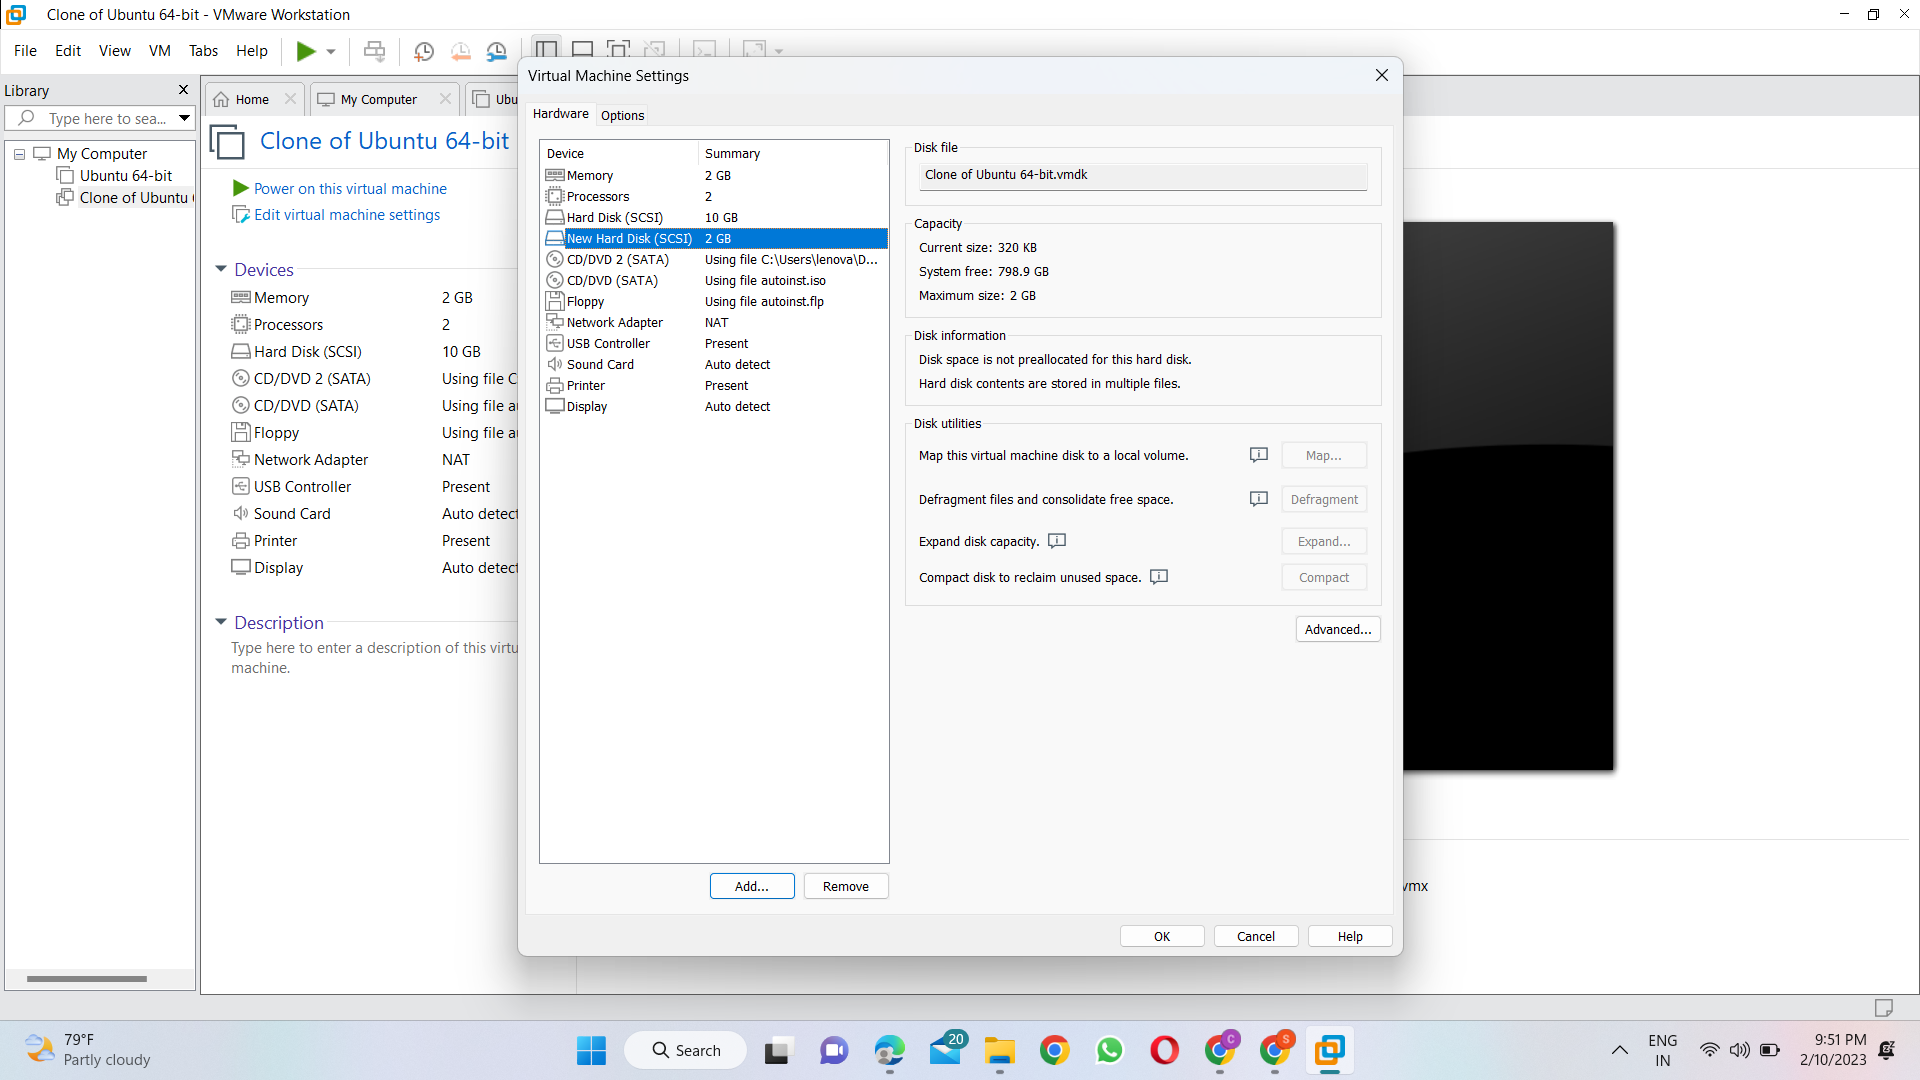 Clone of Ubuntu 64-bit - VMware Workstation
File Edit View VM Tabs Help
Library
Type here to sea...
My Computer
Ubuntu 64-bit
Clone of Ubuntu
Home
My Computer
Ubu
Clone of Ubuntu 64-bit
Power on this virtual machine
Edit virtual machine settings
Devices
Memory 2 GB
Processors 2
Hard Disk (SCSI) 10 GB
CD/DVD 2 (SATA) Using file C
CD/DVD (SATA) Using file a
Floppy Using file a
Network Adapter NAT
USB Controller Present
Sound Card Auto detect
Printer Present
Display Auto detect
Description
Type here to enter a description of this virtu
machine.
Virtual Machine Settings
Hardware Options
Device Summary
Memory 2 GB
Processors 2
Hard Disk (SCSI) 10 GB
New Hard Disk (SCSI) 2 GB
CD/DVD 2 (SATA) Using file C:\Users\lenova\D...
CD/DVD (SATA) Using file autoinst.iso
Floppy Using file autoinst.flp
Network Adapter NAT
USB Controller Present
Sound Card Auto detect
Printer Present
Display Auto detect
Add... Remove
Disk file
Clone of Ubuntu 64-bit.vmdk
Capacity
Current size: 320 KB
System free: 798.9 GB
Maximum size: 2 GB
Disk information
Disk space is not preallocated for this hard disk.
Hard disk contents are stored in multiple files.
Disk utilities
Map this virtual machine disk to a local volume. Map...
Defragment files and consolidate free space. Defragment
Expand disk capacity. Expand...
Compact disk to reclaim unused space. Compact
Advanced...
OK Cancel Help
vmx
79°F
Partly cloudy
Search
20
C
S
ENG
IN
9:51 PM
2/10/2023